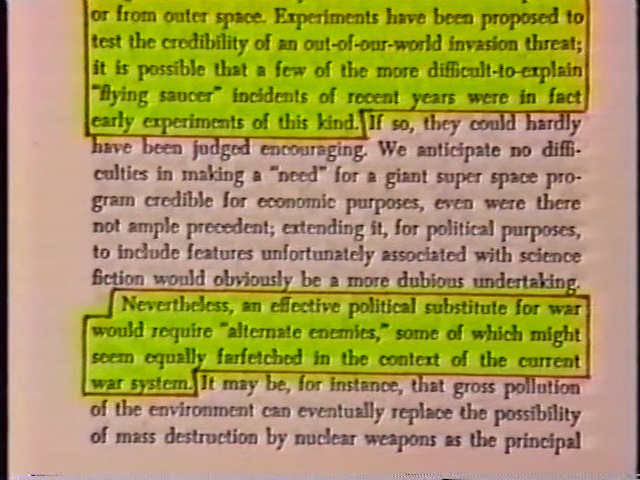 or from outer space. Experiments have been proposed to
test the credibility of an out-of-our-world invasion threat;
it is possible that a few of the more difficult-to-explain
"flying saucer" incidents of recent years were in fact
early experiments of this kind. If so, they could hardly
have been judged encouraging. We anticipate no diffi-
culties in making a "need" for a giant super space pro-
gram credible for economic purposes, even were there
not ample precedent; extending it, for political purposes,
to include features unfortunately associated with science
fiction would obviously be a more dubious undertaking.
Nevertheless, an effective political substitute for war
would require "alternate enemies," some of which might
seem equally farfetched in the context of the current
war system. It may be, for instance, that gross pollution
of the environment can eventually replace the possibility
of mass destruction by nuclear weapons as the principal